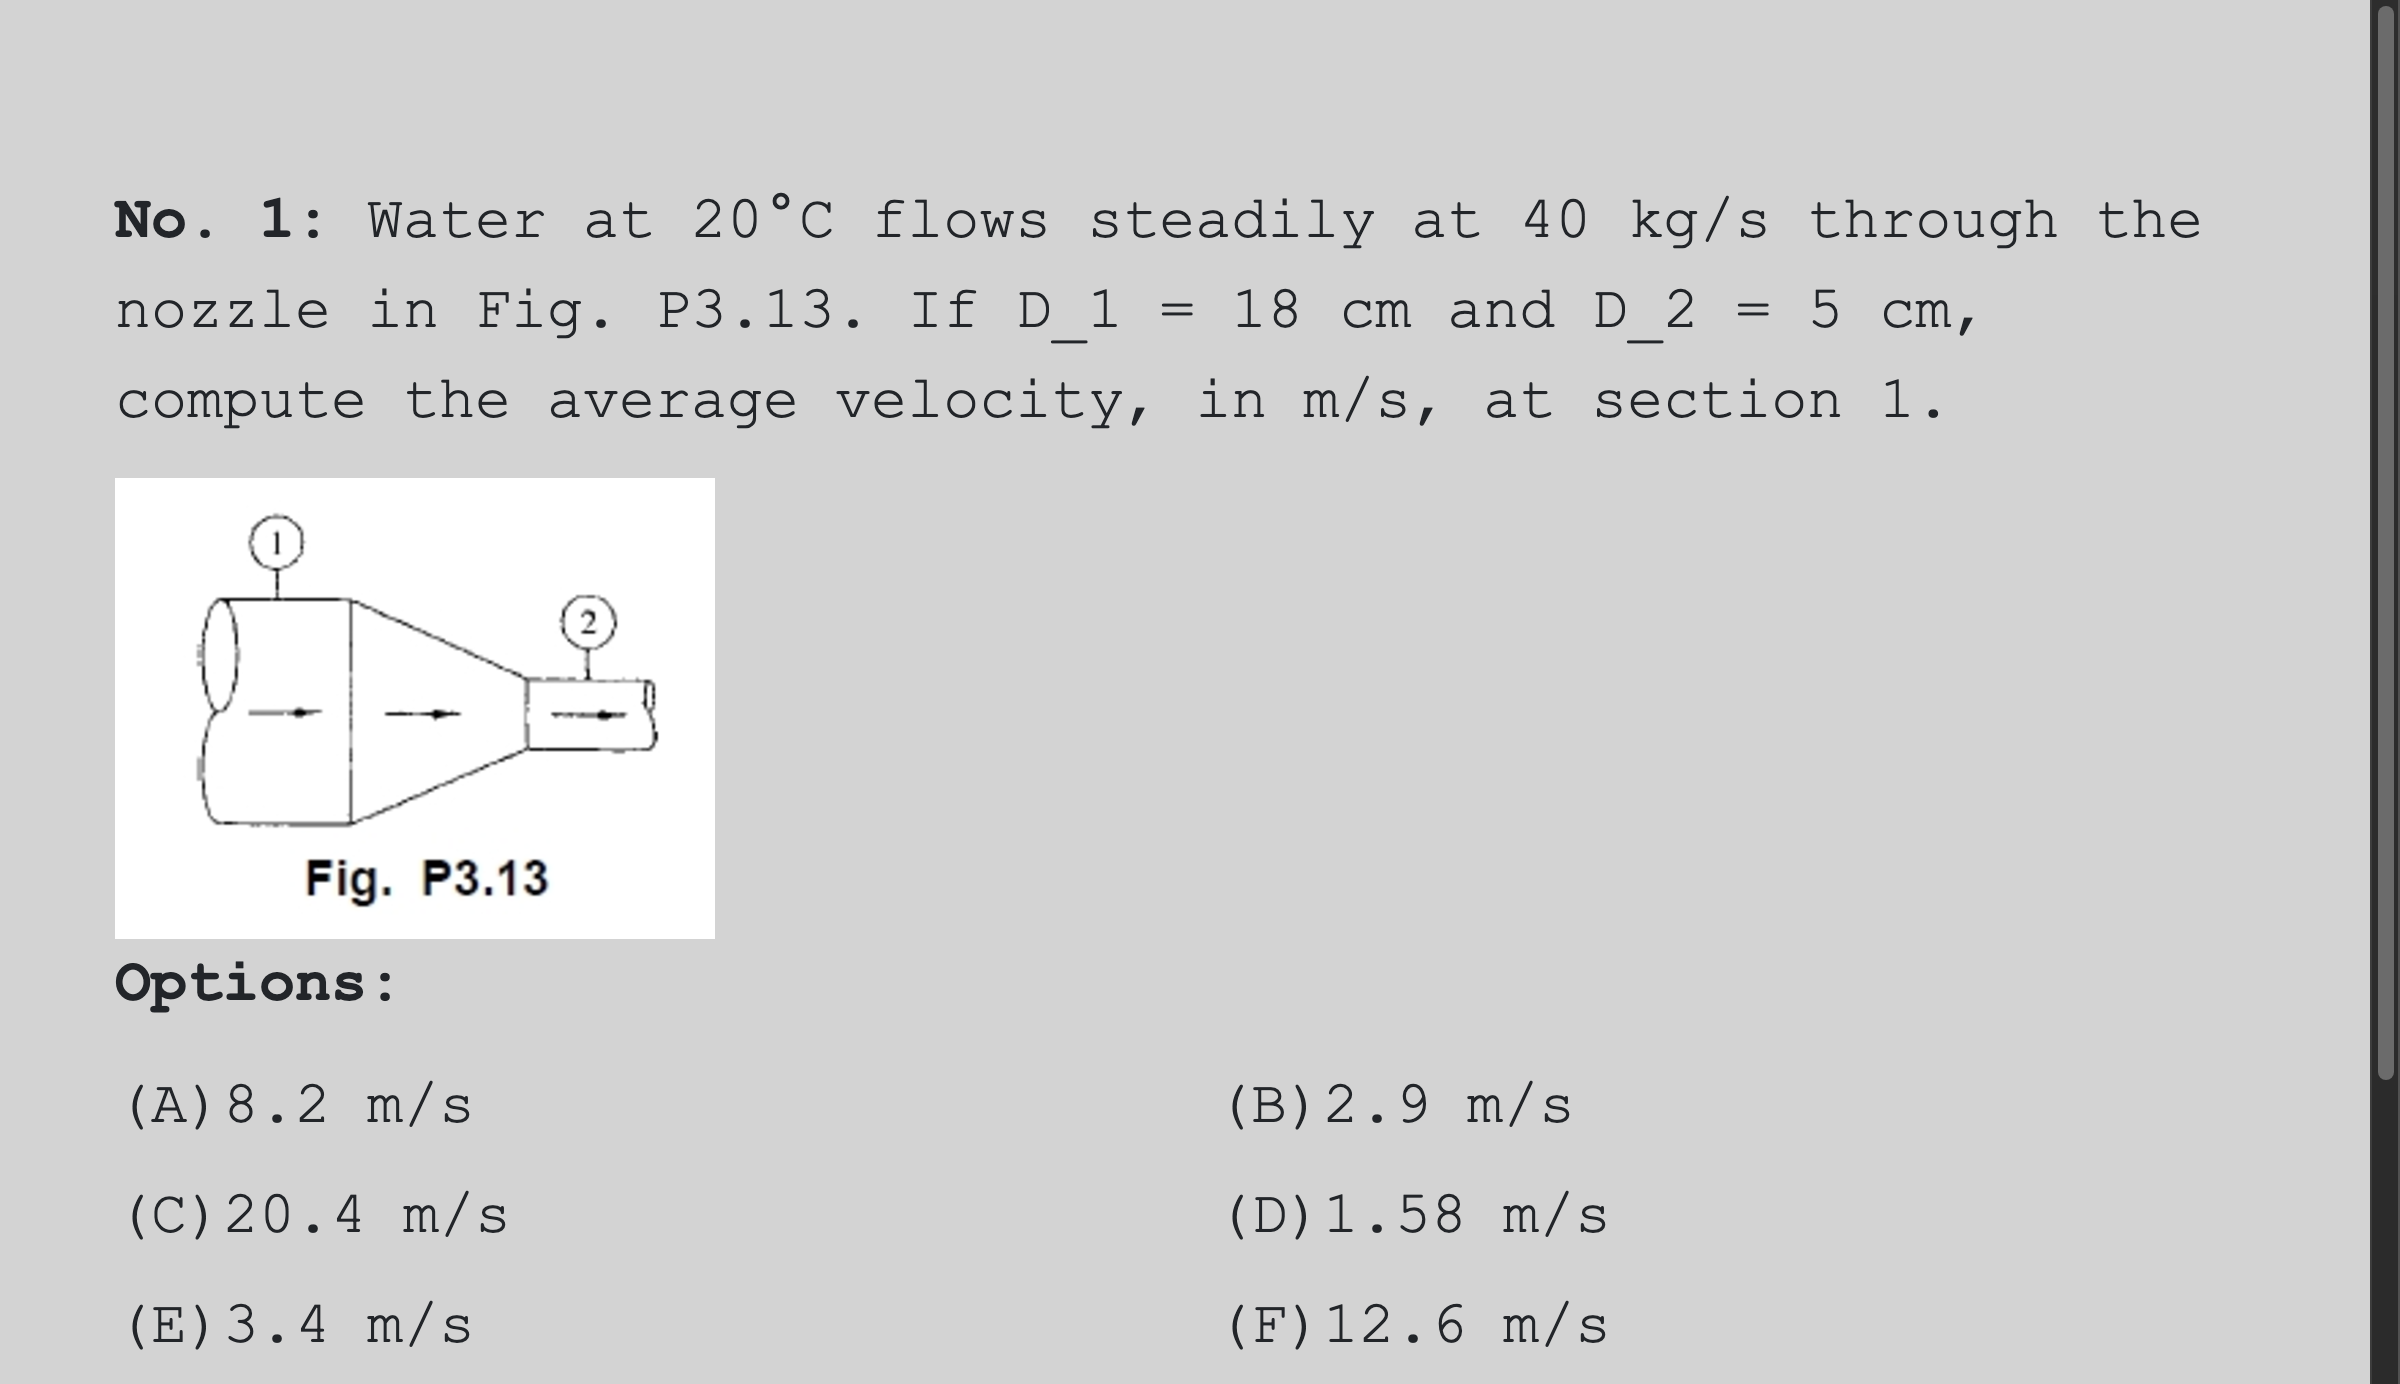 No. 1: Water at 20°C flows steadily at 40 kg/s through the
nozzle in Fig. P3.13. If D_1 = 18 cm and D_2 = 5 cm,
compute the average velocity, in m/s, at section 1.
1
2
Fig. P3.13
Options:
(A)8.2 m/s
(B)2.9 m/s
(C)20.4 m/s
(D)1.58 m/s
(E)3.4 m/s
(F)12.6 m/s